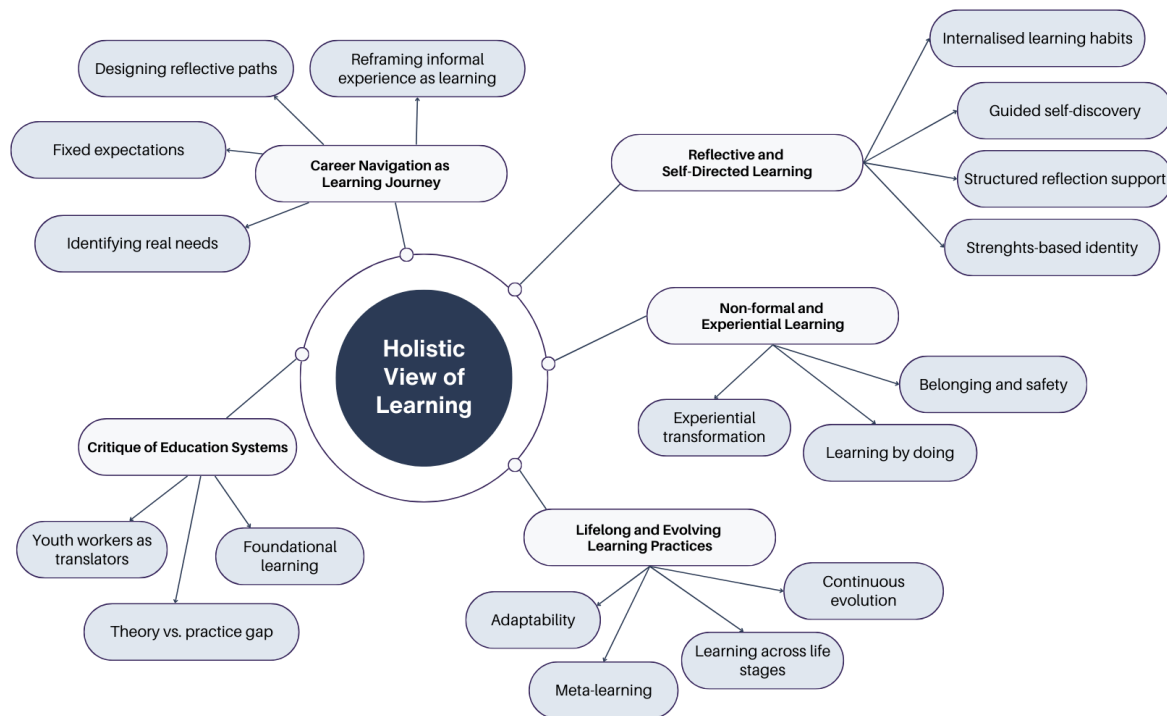 Designing reflective paths
Reframing informal
experience as learning
Fixed expectations
Career Navigation as
Learning Journey
Identifying real needs
Reflective and
Self-Directed Learning
Internalised learning habits
Guided self-discovery
Structured reflection support
Strenghts-based identity
Holistic
View of
Learning
Non-formal and
Experiential Learning
Belonging and safety
Experiential
transformation
Learning by doing
Critique of Education Systems
Youth workers as
translators
Foundational
learning
Theory vs. practice gap
Lifelong and Evolving
Learning Practices
Continuous
evolution
Adaptability
Learning across life
stages
Meta-learning